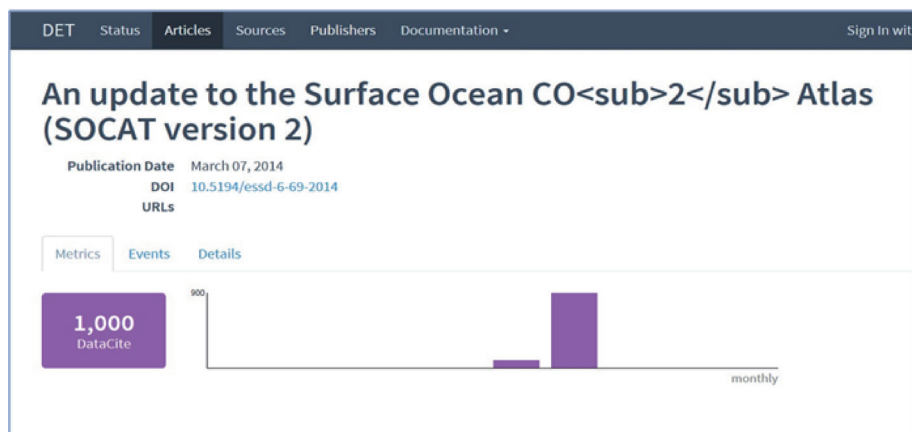 DET Status Articles Sources Publishers Documentation Sign In wit
An update to the Surface Ocean CO<sub>2</sub> Atlas
(SOCAT version 2)
Publication Date March 07, 2014
DOI 10.5194/essd-6-69-2014
URLs
Metrics Events Details
900
1,000
DataCite
monthly